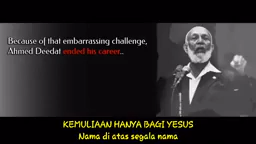 Because of that embarrassing challenge,
Ahmed Deedat ended his career...
KEMULIAAN HANYA BAGI YESUS
Nama di atas segala nama